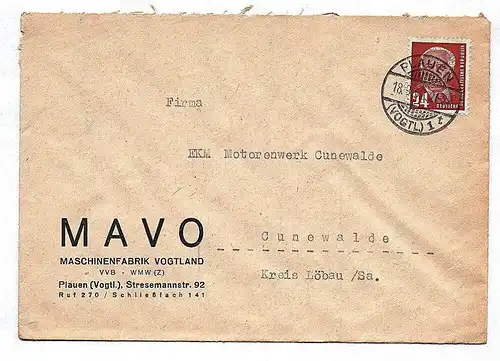 PLAUEN
18.
(VOGTL) 1
24
DEUTSCHE
Firma
EKM Motorenwerk Cunewalde
Cunewalde
Kreis Löbau /Sa.
MAVO
MASCHINENFABRIK VOGTLAND
VVB - WMW (Z)
Plauen (Vogtl.), Stresemannstr. 92
Ruf 270 / Schließfach 141